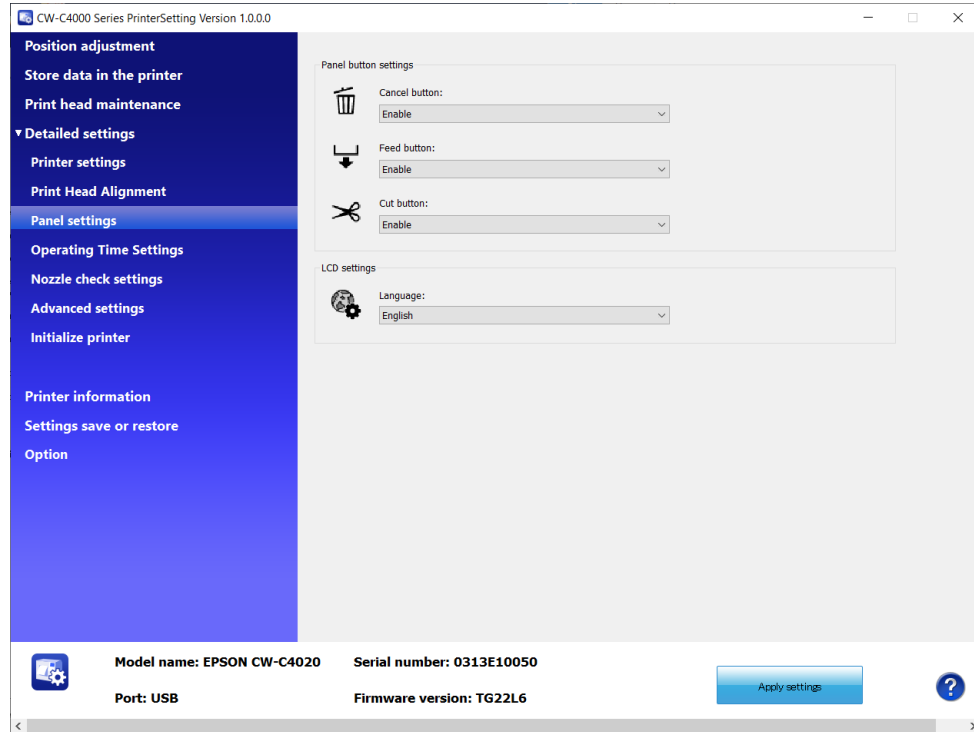 CW-C4000 Series PrinterSetting Version 1.0.0.0
Position adjustment
Store data in the printer
Print head maintenance
Detailed settings
Printer settings
Print Head Alignment
Panel settings
Operating Time Settings
Nozzle check settings
Advanced settings
Initialize printer
Printer information
Settings save or restore
Option
Panel button settings
Cancel button:
Enable
Feed button:
Enable
Cut button:
Enable
LCD settings
Language:
English
Model name: EPSON CW-C4020 Serial number: 0313E10050
Port: USB Firmware version: TG22L6
Apply settings
?